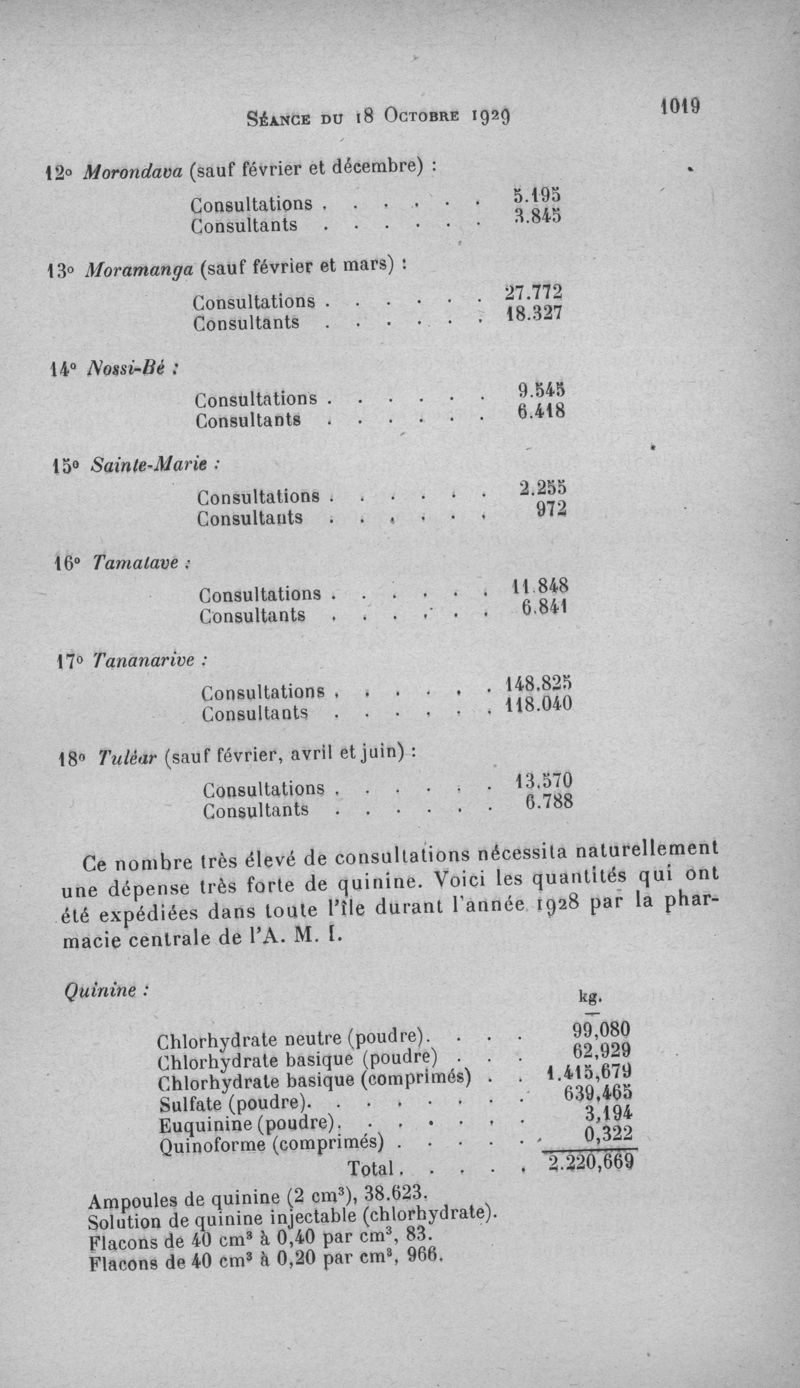 SÉANCE DU 18 OCTOBRE 1929 1019
12º Morondava (sauf février et décembre) :
Consultations . . . . . . 5.195
Consultants . . . . . . 3.845
13º Moramanga (sauf février et mars) :
Consultations . . . . . . 27.772
Consultants . . . . . . 18.327
14º Nossi-Bé :
Consultations . . . . . . 9.545
Consultants . . . . . . 6.418
15º Sainte-Marie :
Consultations . . . . . . 2.255
Consultants . . . . . . 972
16º Tamatave :
Consultations . . . . . . 11.848
Consultants . . . . . . 6.841
17º Tananarive :
Consultations . . . . . . 148.825
Consultants . . . . . . 118.040
18º Tuléar (sauf février, avril et juin) :
Consultations . . . . . . 13.570
Consultants . . . . . . 6.788
Ce nombre très élevé de consultations nécessita naturellement
une dépense très forte de quinine. Voici les quantités qui ont
été expédiées dans toute l'île durant l'année 1928 par la phar-
macie centrale de l'A. M. I.
Quinine :
kg.
Chlorhydrate neutre (poudre). . . . 99,080
Chlorhydrate basique (poudre) . . . 62,929
Chlorhydrate basique (comprimés) . . 1.415,679
Sulfate (poudre). . . . . . . . 639,465
Euquinine (poudre). . . . . . . 3,194
Quinoforme (comprimés) . . . . . . 0,322
Total. . . . . 2.220,669
Ampoules de quinine (2 cm³), 38.623.
Solution de quinine injectable (chlorhydrate).
Flacons de 40 cm³ à 0,40 par cm³, 83.
Flacons de 40 cm³ à 0,20 par cm³, 966.